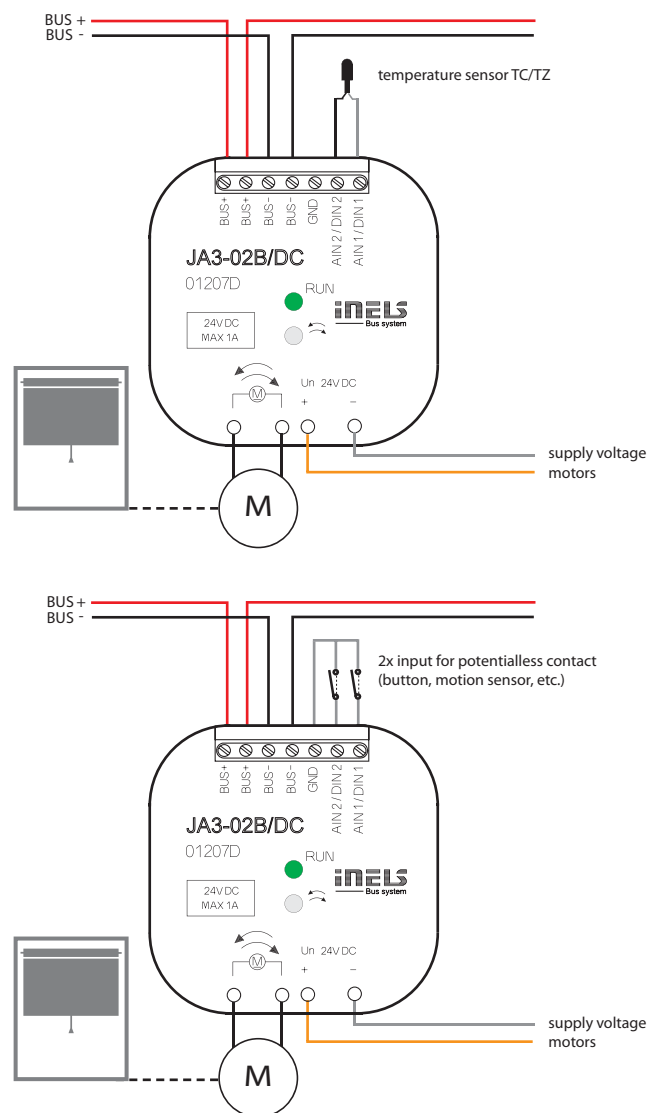 BUS +
BUS -
temperature sensor TC/TZ
BUS+
BUS+
BUS-
BUS-
GND
AIN 2 / DIN 2
AIN 1 / DIN 1
JA3-02B/DC
01207D
RUN
iNELS
Bus system
24V DC
MAX 1A
M
Un 24V DC
+ -
M
supply voltage
motors
BUS +
BUS -
2x input for potentialless contact
(button, motion sensor, etc.)
BUS+
BUS+
BUS-
BUS-
GND
AIN 2 / DIN 2
AIN 1 / DIN 1
JA3-02B/DC
01207D
RUN
iNELS
Bus system
24V DC
MAX 1A
M
Un 24V DC
+ -
M
supply voltage
motors